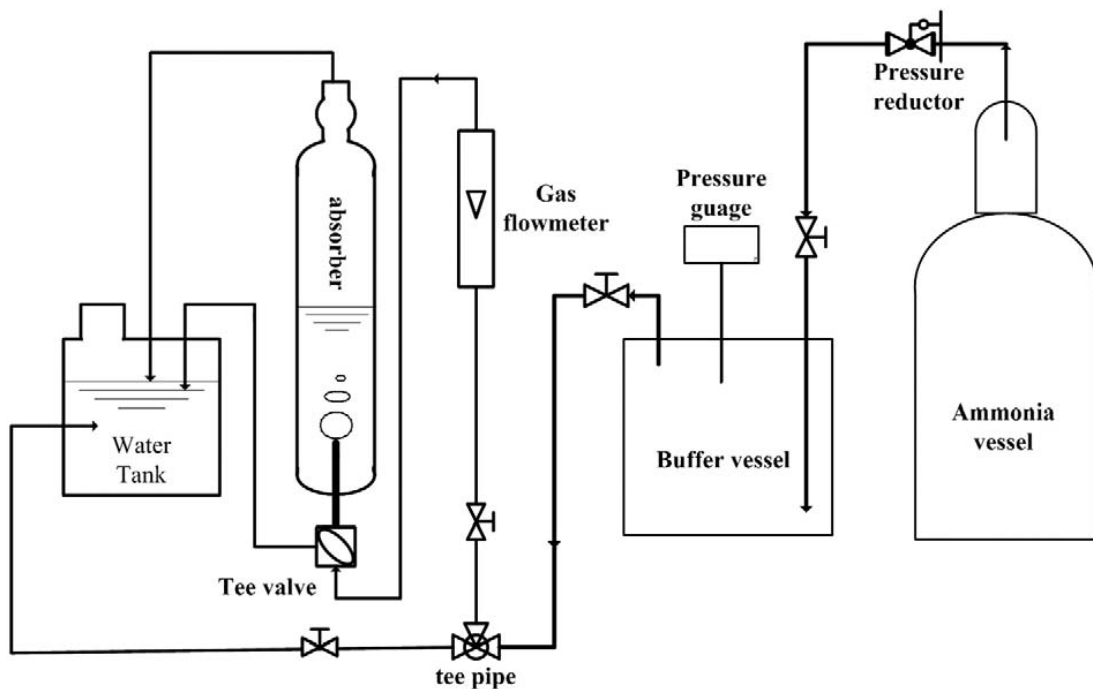 Pressure
reductor
absorber
Gas
flowmeter
Pressure
guage
Water
Tank
Buffer vessel
Ammonia
vessel
Tee valve
tee pipe